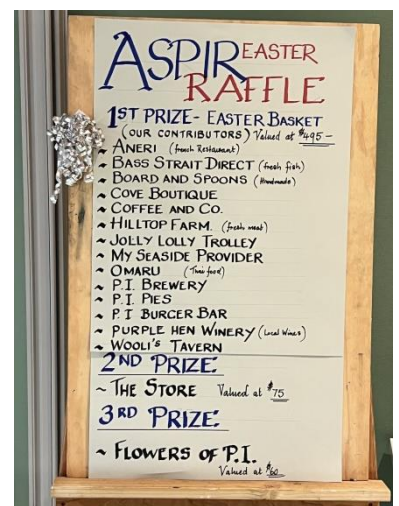 ASPIR EASTER
RAFFLE
1ST PRIZE - EASTER BASKET
(OUR CONTRIBUTORS) Valued at $495-
~ ANERI (french Restaurant)
~ BASS STRAIT DIRECT (fresh fish)
~ BOARD AND SPOONS (Handmade)
~ COVE BOUTIQUE
~ COFFEE AND CO.
~ HILLTOP FARM. (fresh meat)
~ JOLLY LOLLY TROLLEY
~ MY SEASIDE PROVIDER
~ OMARU (Thai food)
~ P.I. BREWERY
~ P.I. PIES
~ P.I BURGER BAR
~ PURPLE HEN WINERY (Local Wines)
~ WOOLI'S TAVERN
2ND PRIZE:
~ THE STORE Valued at $75
3RD PRIZE:
~ FLOWERS OF P.I.
Valued at $60